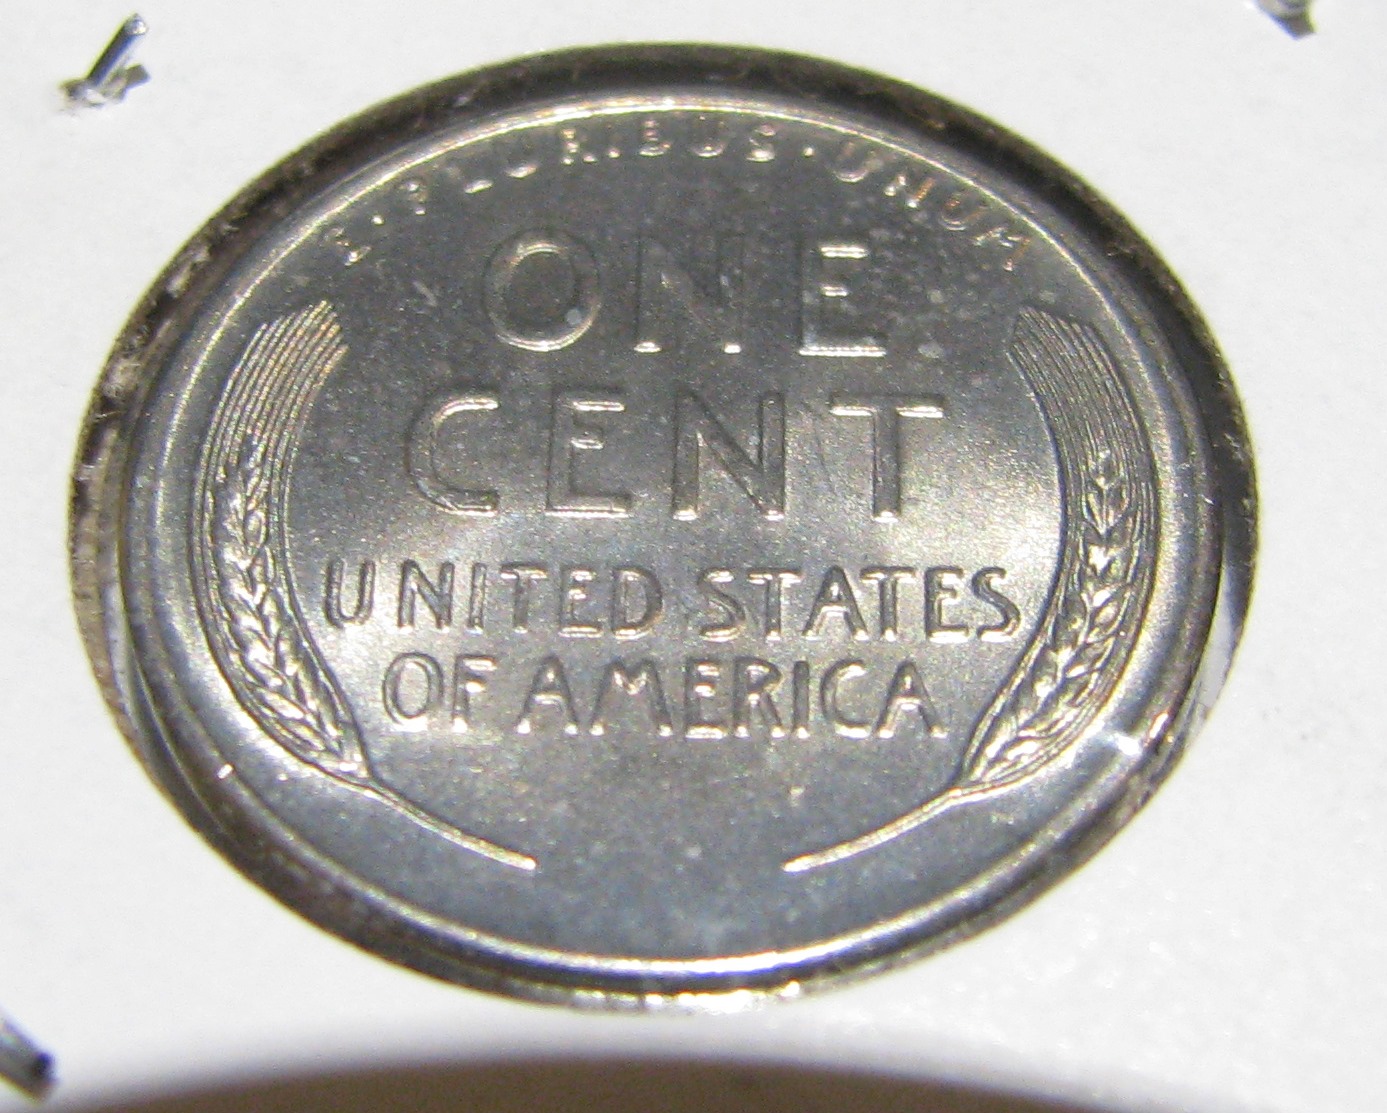 E·PLURIBUS·UNUM
ONE
CENT
UNITED STATES
OF AMERICA